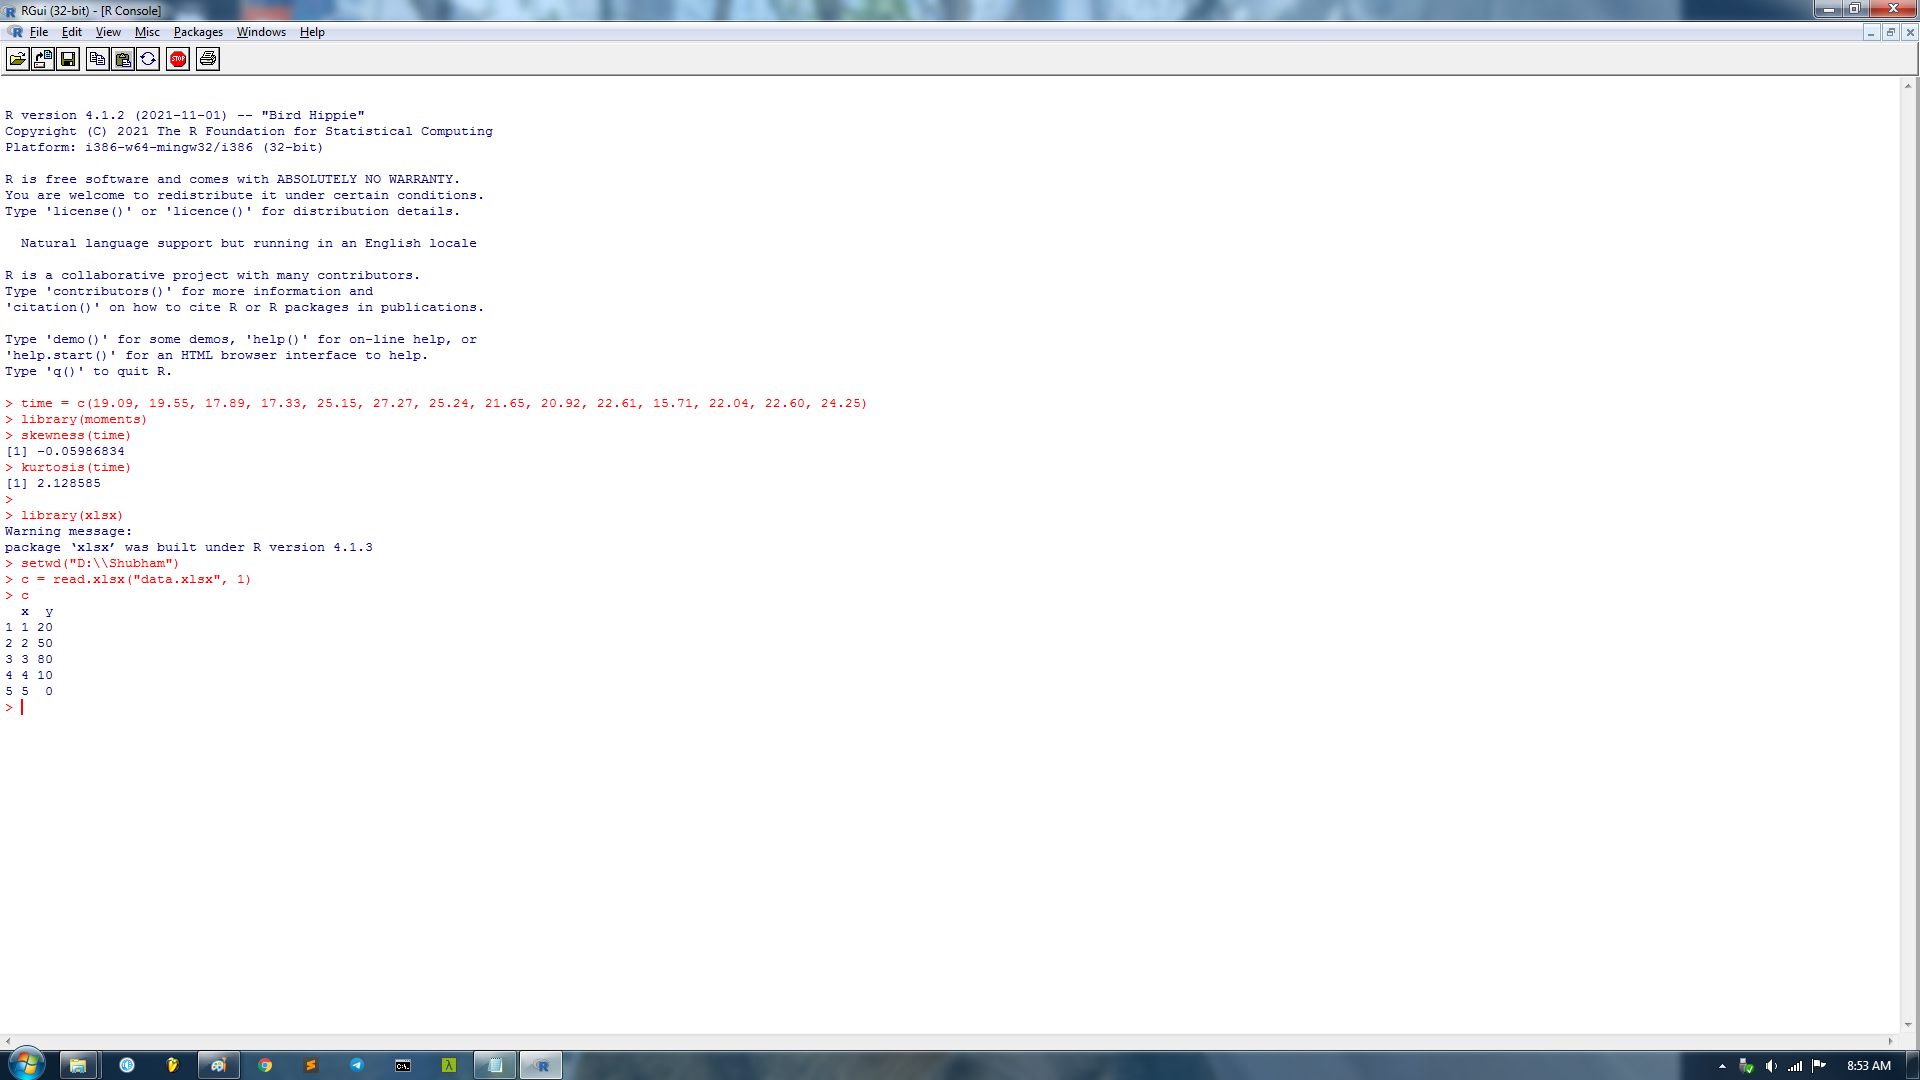 RGui (32-bit) - [R Console]
File Edit View Misc Packages Windows Help
STOP
R version 4.1.2 (2021-11-01) -- "Bird Hippie"
Copyright (C) 2021 The R Foundation for Statistical Computing
Platform: i386-w64-mingw32/i386 (32-bit)
R is free software and comes with ABSOLUTELY NO WARRANTY.
You are welcome to redistribute it under certain conditions.
Type 'license()' or 'licence()' for distribution details.
Natural language support but running in an English locale
R is a collaborative project with many contributors.
Type 'contributors()' for more information and
'citation()' on how to cite R or R packages in publications.
Type 'demo()' for some demos, 'help()' for on-line help, or
'help.start()' for an HTML browser interface to help.
Type 'q()' to quit R.
> time = c(19.09, 19.55, 17.89, 17.33, 25.15, 27.27, 25.24, 21.65, 20.92, 22.61, 15.71, 22.04, 22.60, 24.25)
> library(moments)
> skewness(time)
[1] -0.05986834
> kurtosis(time)
[1] 2.128585
>
> library(xlsx)
Warning message:
package ‘xlsx’ was built under R version 4.1.3
> setwd("D:\\Shubham")
> c = read.xlsx("data.xlsx", 1)
> c
x y
1 1 20
2 2 50
3 3 80
4 4 10
5 5 0
>
C:\.
8:53 AM